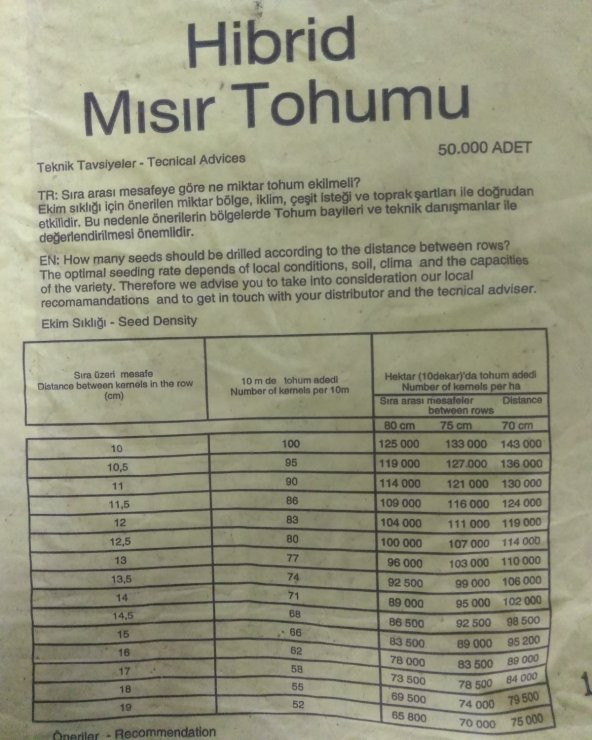 Hibrid
Mısır Tohumu
50.000 ADET
Teknik Tavsiyeler - Tecnical Advices
TR: Sıra arası mesafeye göre ne miktar tohum ekilmeli?
Ekim sıklığı için önerilen miktar bölge, iklim, çeşit isteği ve toprak şartları ile doğrudan
etkilidir. Bu nedenle önerilerin bölgelerde Tohum bayileri ve teknik danışmanlar ile
değerlendirilmesi önemlidir.
EN: How many seeds should be drilled according to the distance between rows?
The optimal seeding rate depends of local conditions, soil, clima and the capacities
of the variety. Therefore we advise you to take into consideration our local
recomamandations and to get in touch with your distributor and the tecnical adviser.
Ekim Sıklığı - Seed Density
Sıra üzeri mesafe
Distance between kernels in the row
(cm)
10 m de tohum adedi
Number of kernels per 10m
Hektar (10dekar)'da tohum adedi
Number of kernels per ha
Sıra arası mesafeler Distance
between rows
80 cm 75 cm 70 cm
10 100 125 000 133 000 143 000
10,5 95 119 000 127.000 136 000
11 90 114 000 121 000 130 000
11,5 86 109 000 116 000 124 000
12 83 104 000 111 000 119 000
12,5 80 100 000 107 000 114 000
13 77 96 000 103 000 110 000
13,5 74 92 500 99 000 106 000
14 71 89 000 95 000 102 000
14,5 68 86 500 92 500 98 500
15 66 83 500 89 000 95 200
16 62 78 000 83 500 89 000
17 58 73 500 78 500 84 000
18 55 69 500 74 000 79 500
19 52 65 800 70 000 75 000
Öneriler - Recommendation
1